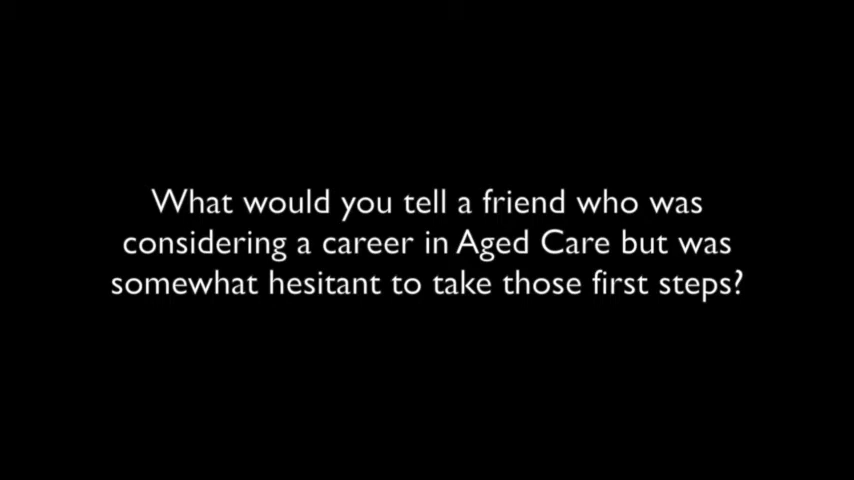 What would you tell a friend who was
considering a career in Aged Care but was
somewhat hesitant to take those first steps?